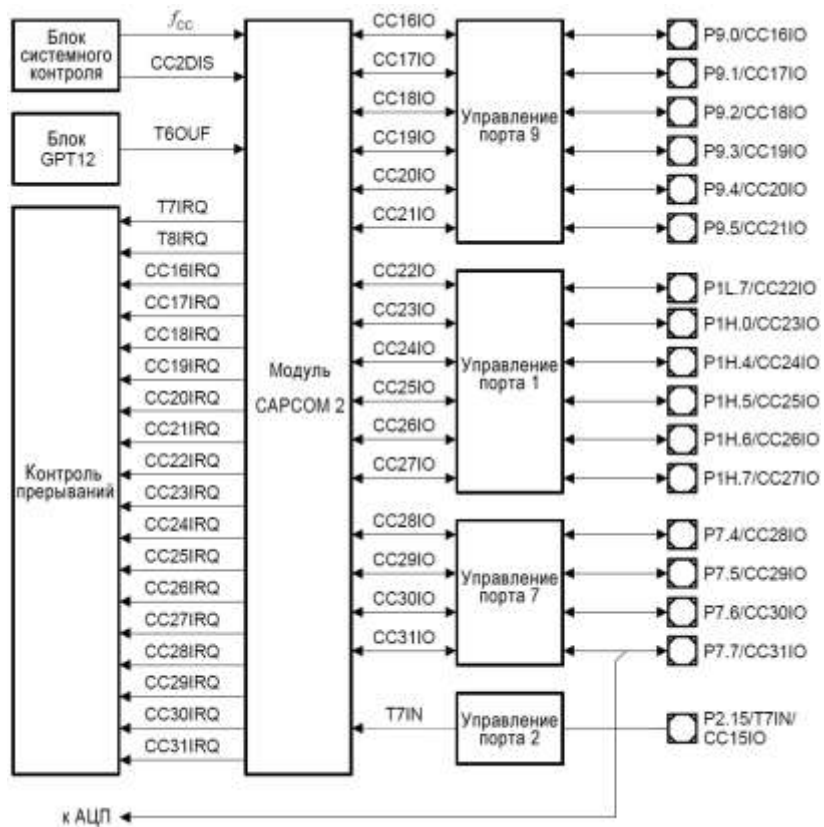 Блок
системного
контроля
fCC
CC2DIS
Блок
GPT12
T6OUF
Контроль
прерываний
T7IRQ
T8IRQ
CC16IRQ
CC17IRQ
CC18IRQ
CC19IRQ
CC20IRQ
CC21IRQ
CC22IRQ
CC23IRQ
CC24IRQ
CC25IRQ
CC26IRQ
CC27IRQ
CC28IRQ
CC29IRQ
CC30IRQ
CC31IRQ
Модуль
CAPCOM 2
CC16IO
CC17IO
CC18IO
CC19IO
CC20IO
CC21IO
Управление
порта 9
P9.0/CC16IO
P9.1/CC17IO
P9.2/CC18IO
P9.3/CC19IO
P9.4/CC20IO
P9.5/CC21IO
CC22IO
CC23IO
CC24IO
CC25IO
CC26IO
CC27IO
Управление
порта 1
P1L.7/CC22IO
P1H.0/CC23IO
P1H.4/CC24IO
P1H.5/CC25IO
P1H.6/CC26IO
P1H.7/CC27IO
CC28IO
CC29IO
CC30IO
CC31IO
Управление
порта 7
P7.4/CC28IO
P7.5/CC29IO
P7.6/CC30IO
P7.7/CC31IO
T7IN
Управление
порта 2
P2.15/T7IN/
CC15IO
к АЦП